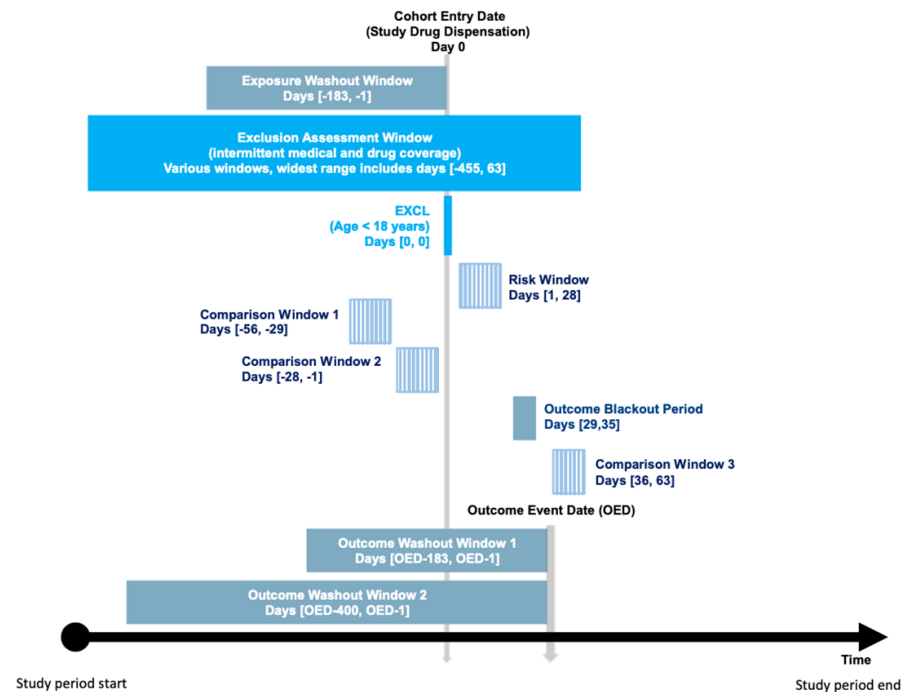 Cohort Entry Date
(Study Drug Dispensation)
Day 0
Exposure Washout Window
Days [-183, -1]
Exclusion Assessment Window
(intermittent medical and drug coverage)
Various windows, widest range includes days [-455, 63]
EXCL
(Age < 18 years)
Days [0, 0]
Risk Window
Days [1, 28]
Comparison Window 1
Days [-56, -29]
Comparison Window 2
Days [-28, -1]
Outcome Blackout Period
Days [29,35]
Comparison Window 3
Days [36, 63]
Outcome Event Date (OED)
Outcome Washout Window 1
Days [OED-183, OED-1]
Outcome Washout Window 2
Days [OED-400, OED-1]
Time
Study period start
Study period end